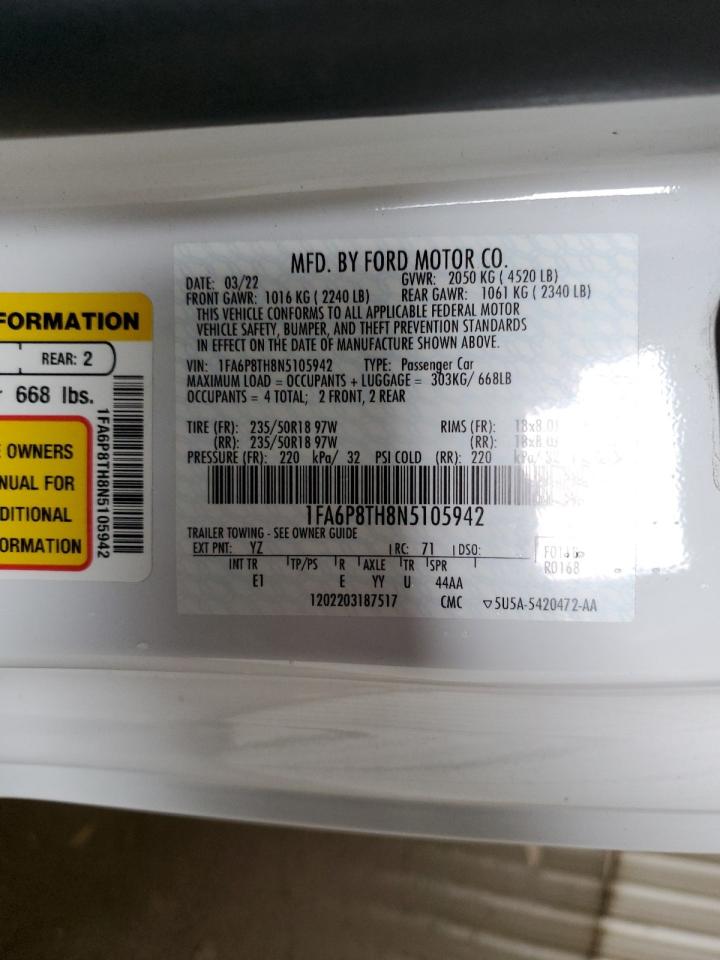 MFD. BY FORD MOTOR CO.
DATE: 03/22 GVWR: 2050 KG ( 4520 LB)
FRONT GAWR: 1016 KG ( 2240 LB) REAR GAWR: 1061 KG ( 2340 LB)
THIS VEHICLE CONFORMS TO ALL APPLICABLE FEDERAL MOTOR
VEHICLE SAFETY, BUMPER, AND THEFT PREVENTION STANDARDS
IN EFFECT ON THE DATE OF MANUFACTURE SHOWN ABOVE.
VIN: 1FA6P8TH8N5105942 TYPE: Passenger Car
MAXIMUM LOAD = OCCUPANTS + LUGGAGE = 303KG/ 668LB
OCCUPANTS = 4 TOTAL; 2 FRONT, 2 REAR
TIRE (FR): 235/50R18 97W RIMS (FR):
(RR): 235/50R18 97W (RR):
PRESSURE (FR): 220 kPa/ 32 PSI COLD (RR): 220 kPa/
1FA6P8TH8N5105942
TRAILER TOWING - SEE OWNER GUIDE
EXT PNT: YZ RC: 71 DSO:
R0168
INT TR TP/PS R AXLE TR SPR
E1 E YY U 44AA
1202203187517 CMC ▽5U5A-5420472-AA
FORMATION
REAR: 2
668 lbs.
OWNERS
NUAL FOR
DITIONAL
ORMATION
1FA6P8TH8N5105942